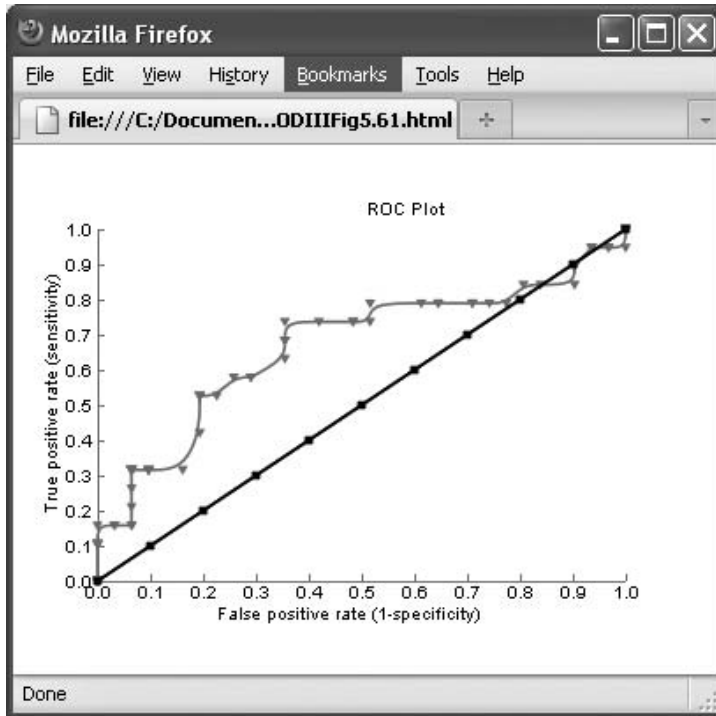 Mozilla Firefox
File Edit View History Bookmarks Tools Help
file:///C:/Documen...ODIIIFig5.61.html
ROC Plot
1.0
0.9
0.8
0.7
0.6
0.5
0.4
0.3
0.2
0.1
0.0
True positive rate (sensitivity)
0.0 0.1 0.2 0.3 0.4 0.5 0.6 0.7 0.8 0.9 1.0
False positive rate (1-specificity)
Done